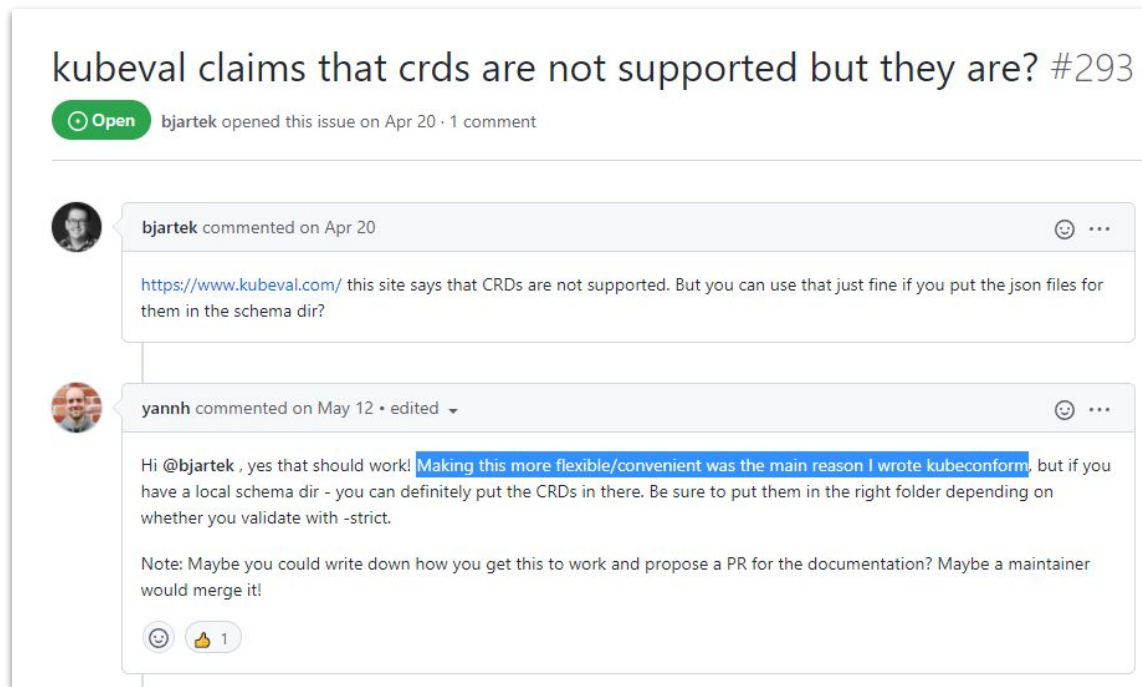 kubeval claims that crds are not supported but they are? #293
Open bjartek opened this issue on Apr 20 · 1 comment
bjartek commented on Apr 20
https://www.kubeval.com/ this site says that CRDs are not supported. But you can use that just fine if you put the json files for
them in the schema dir?
yannh commented on May 12 • edited
Hi @bjartek , yes that should work! Making this more flexible/convenient was the main reason I wrote kubeconform, but if you
have a local schema dir - you can definitely put the CRDs in there. Be sure to put them in the right folder depending on
whether you validate with -strict.
Note: Maybe you could write down how you get this to work and propose a PR for the documentation? Maybe a maintainer
would merge it!
1